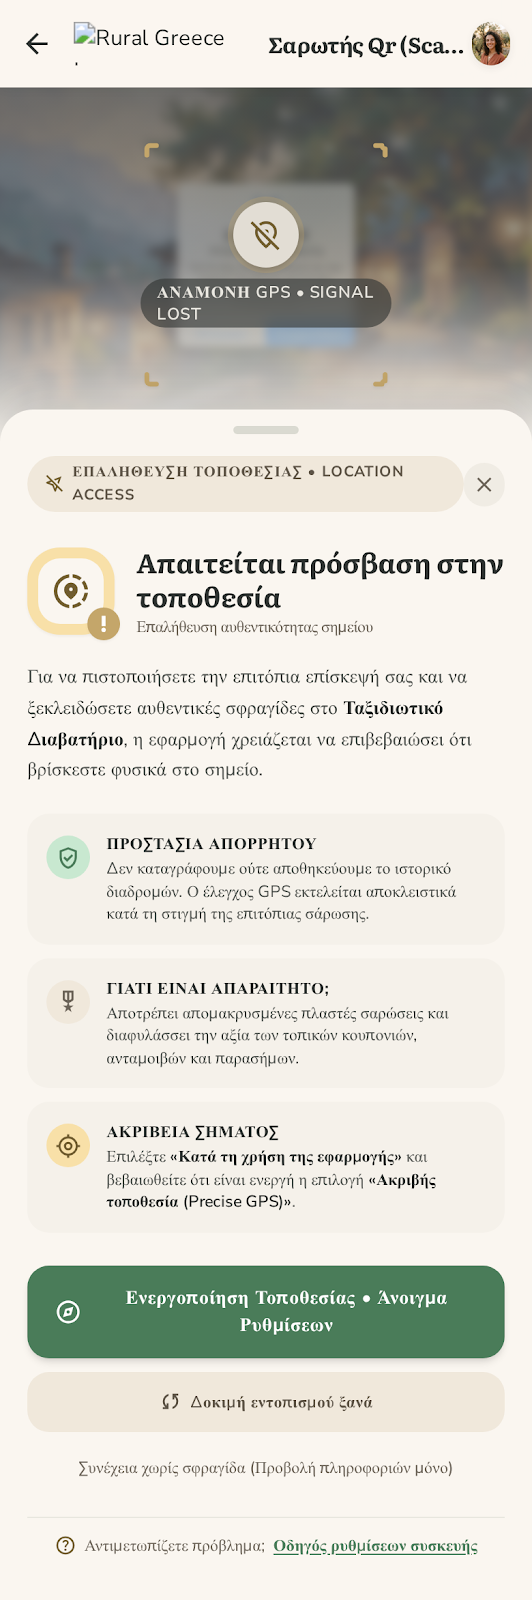 Rural Greece
Σαρωτής Qr (Sca...
ΑΝΑΜΟΝΗ GPS • SIGNAL
LOST
ΕΠΑΛΗΘΕΥΣΗ ΤΟΠΟΘΕΣΙΑΣ • LOCATION
ACCESS
Απαιτείται πρόσβαση στην
τοποθεσία
Επαλήθευση αυθεντικότητας σημείου
Για να πιστοποιήσετε την επιτόπια επίσκεψή σας και να
ξεκλειδώσετε αυθεντικές σφραγίδες στο Ταξιδιωτικό
Διαβατήριο, η εφαρμογή χρειάζεται να επιβεβαιώσει ότι
βρίσκεστε φυσικά στο σημείο.
ΠΡΟΣΤΑΣΙΑ ΑΠΟΡΡΗΤΟΥ
Δεν καταγράφουμε ούτε αποθηκεύουμε το ιστορικό
διαδρομών. Ο έλεγχος GPS εκτελείται αποκλειστικά
κατά τη στιγμή της επιτόπιας σάρωσης.
ΓΙΑΤΙ ΕΙΝΑΙ ΑΠΑΡΑΙΤΗΤΟ;
Αποτρέπει απομακρυσμένες πλαστές σαρώσεις και
διαφυλάσσει την αξία των τοπικών κουπονιών,
ανταμοιβών και παρασήμων.
ΑΚΡΙΒΕΙΑ ΣΗΜΑΤΟΣ
Επιλέξτε «Κατά τη χρήση της εφαρμογής» και
βεβαιωθείτε ότι είναι ενεργή η επιλογή «Ακριβής
τοποθεσία (Precise GPS)».
Ενεργοποίηση Τοποθεσίας • Άνοιγμα
Ρυθμίσεων
Δοκιμή εντοπισμού ξανά
Συνέχεια χωρίς σφραγίδα (Προβολή πληροφοριών μόνο)
Αντιμετωπίζετε πρόβλημα; Οδηγός ρυθμίσεων συσκευής